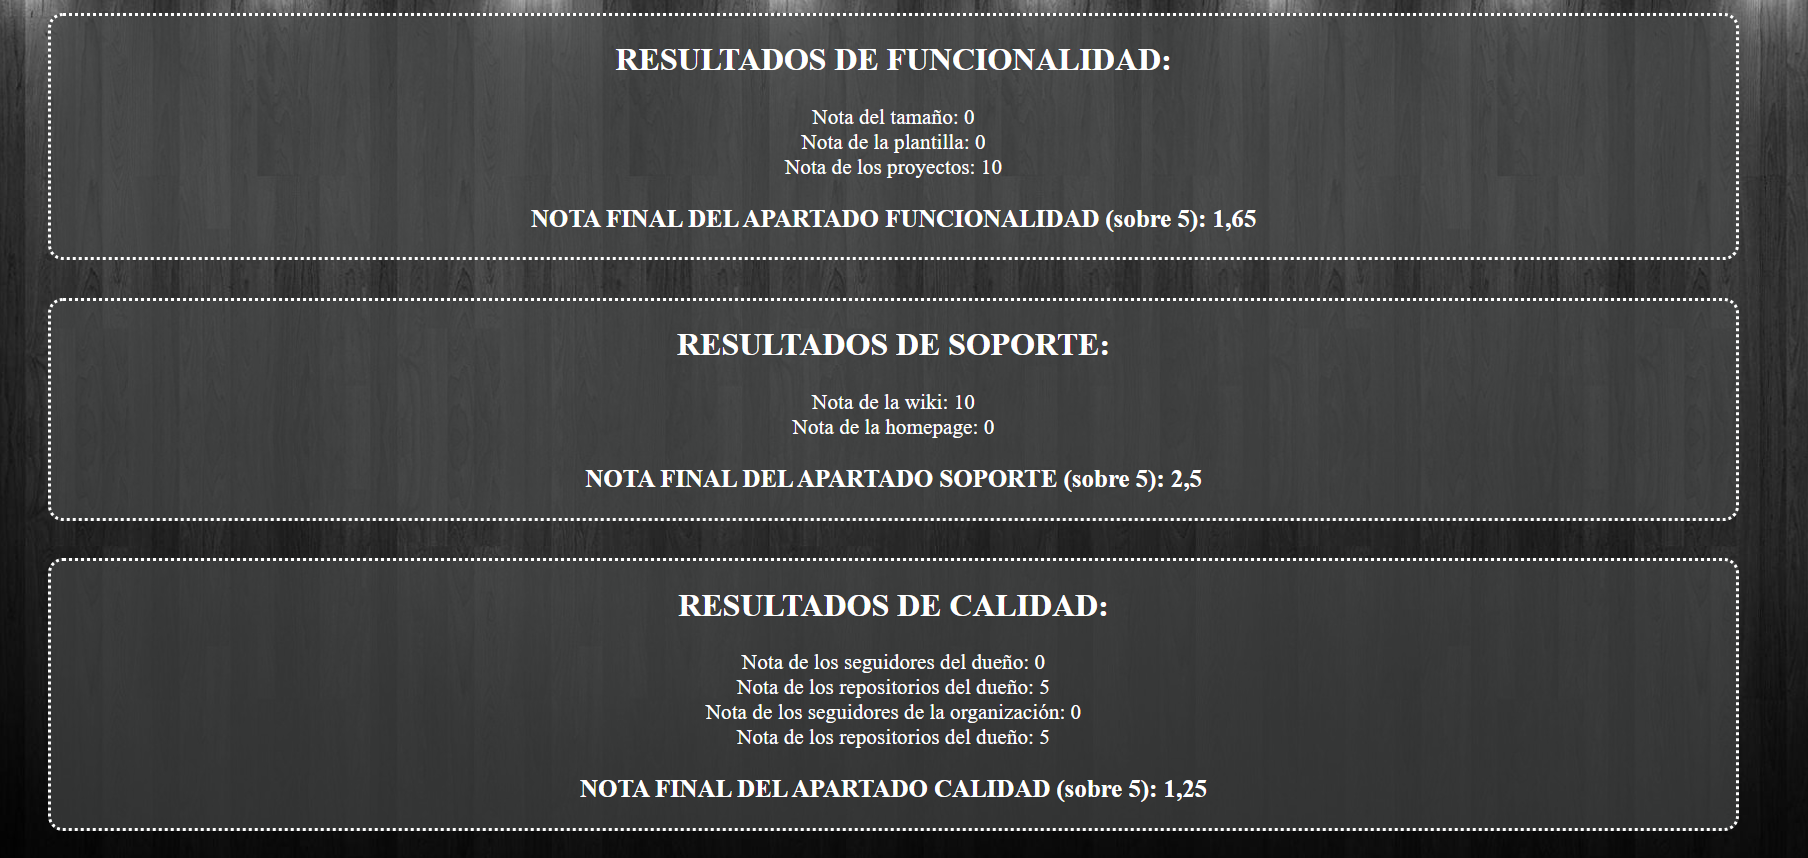 RESULTADOS DE FUNCIONALIDAD:
Nota del tamaño: 0
Nota de la plantilla: 0
Nota de los proyectos: 10
NOTA FINAL DEL APARTADO FUNCIONALIDAD (sobre 5): 1,65
RESULTADOS DE SOPORTE:
Nota de la wiki: 10
Nota de la homepage: 0
NOTA FINAL DEL APARTADO SOPORTE (sobre 5): 2,5
RESULTADOS DE CALIDAD:
Nota de los seguidores del dueño: 0
Nota de los repositorios del dueño: 5
Nota de los seguidores de la organización: 0
Nota de los repositorios del dueño: 5
NOTA FINAL DEL APARTADO CALIDAD (sobre 5): 1,25